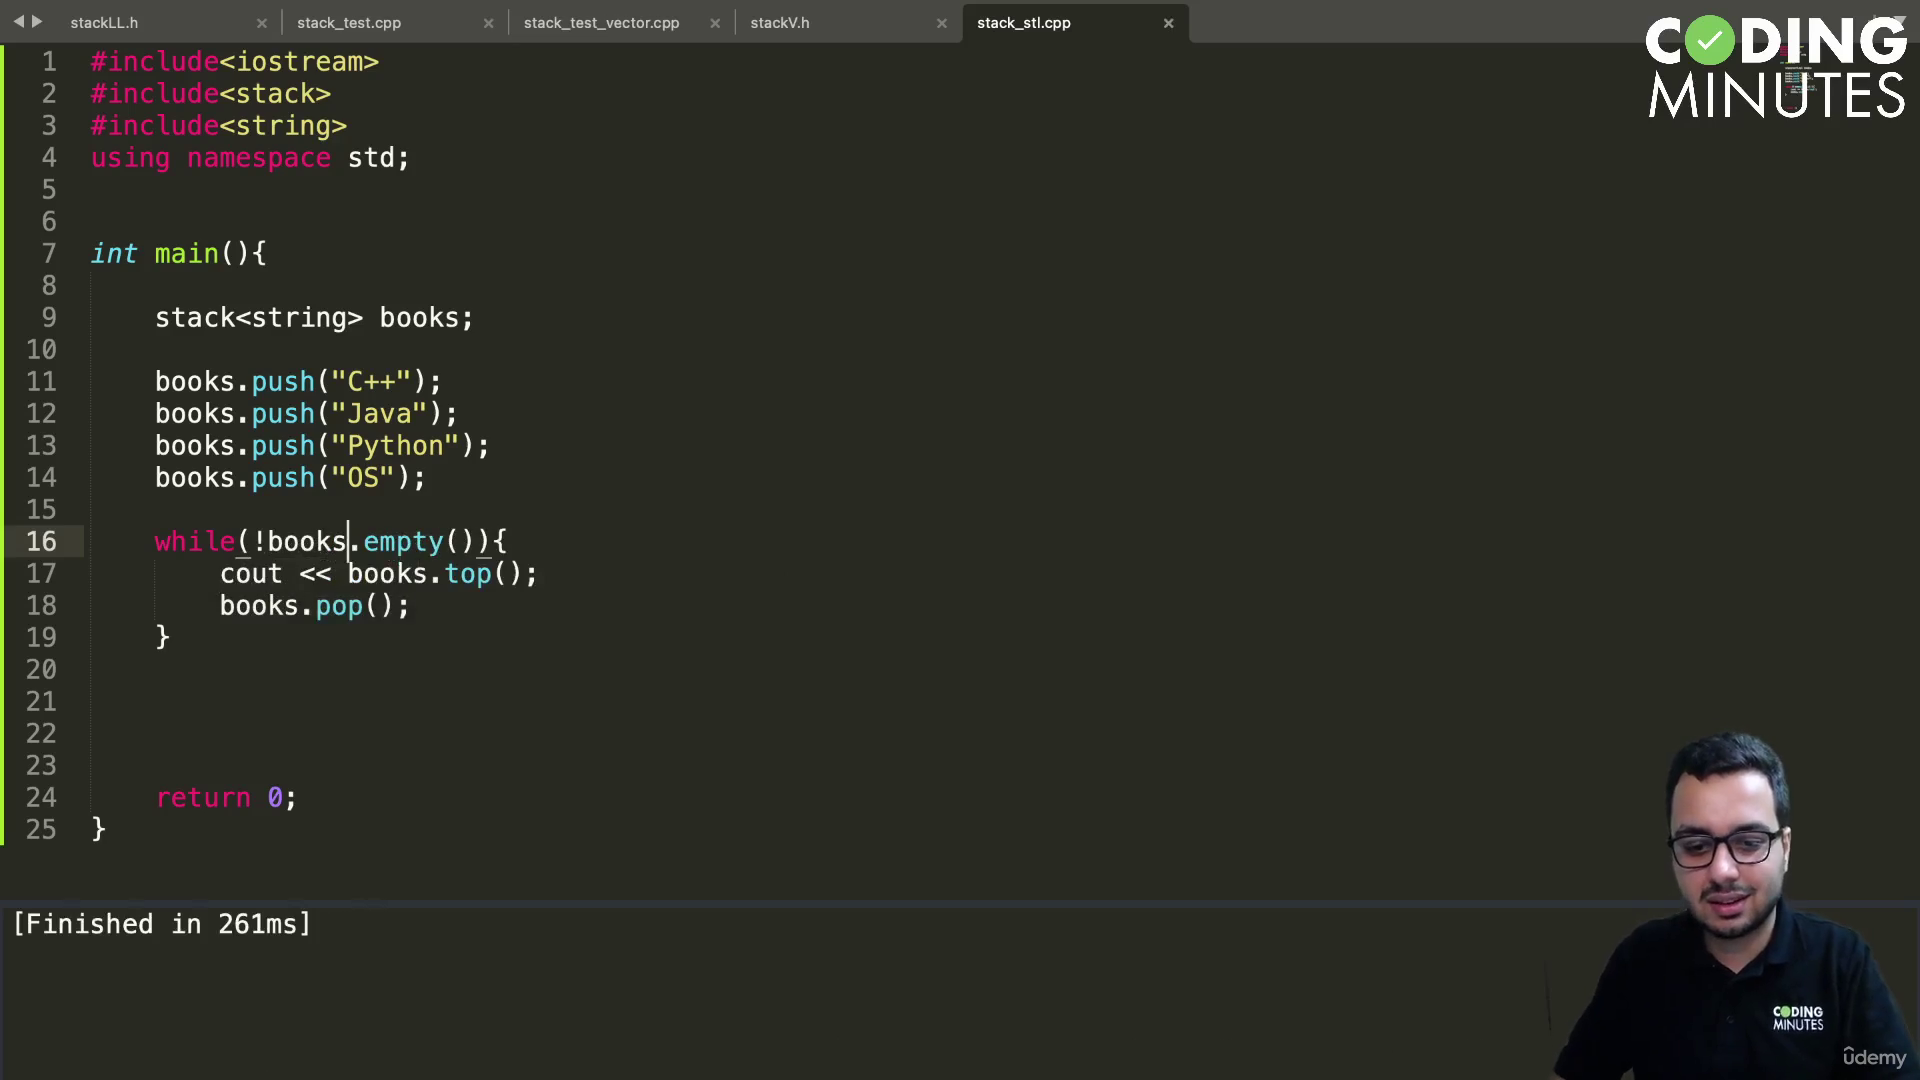 stackLL.h × stack_test.cpp × stack_test_vector.cpp × stackV.h × stack_stl.cpp ×
CODING
MINUTES
1 #include<iostream>
2 #include<stack>
3 #include<string>
4 using namespace std;
5
6
7 int main(){
8
9 stack<string> books;
10
11 books.push("C++");
12 books.push("Java");
13 books.push("Python");
14 books.push("OS");
15
16 while(!books.empty()){
17 cout << books.top();
18 books.pop();
19 }
20
21
22
23
24 return 0;
25 }
[Finished in 261ms]
CODING
MINUTES
udemy